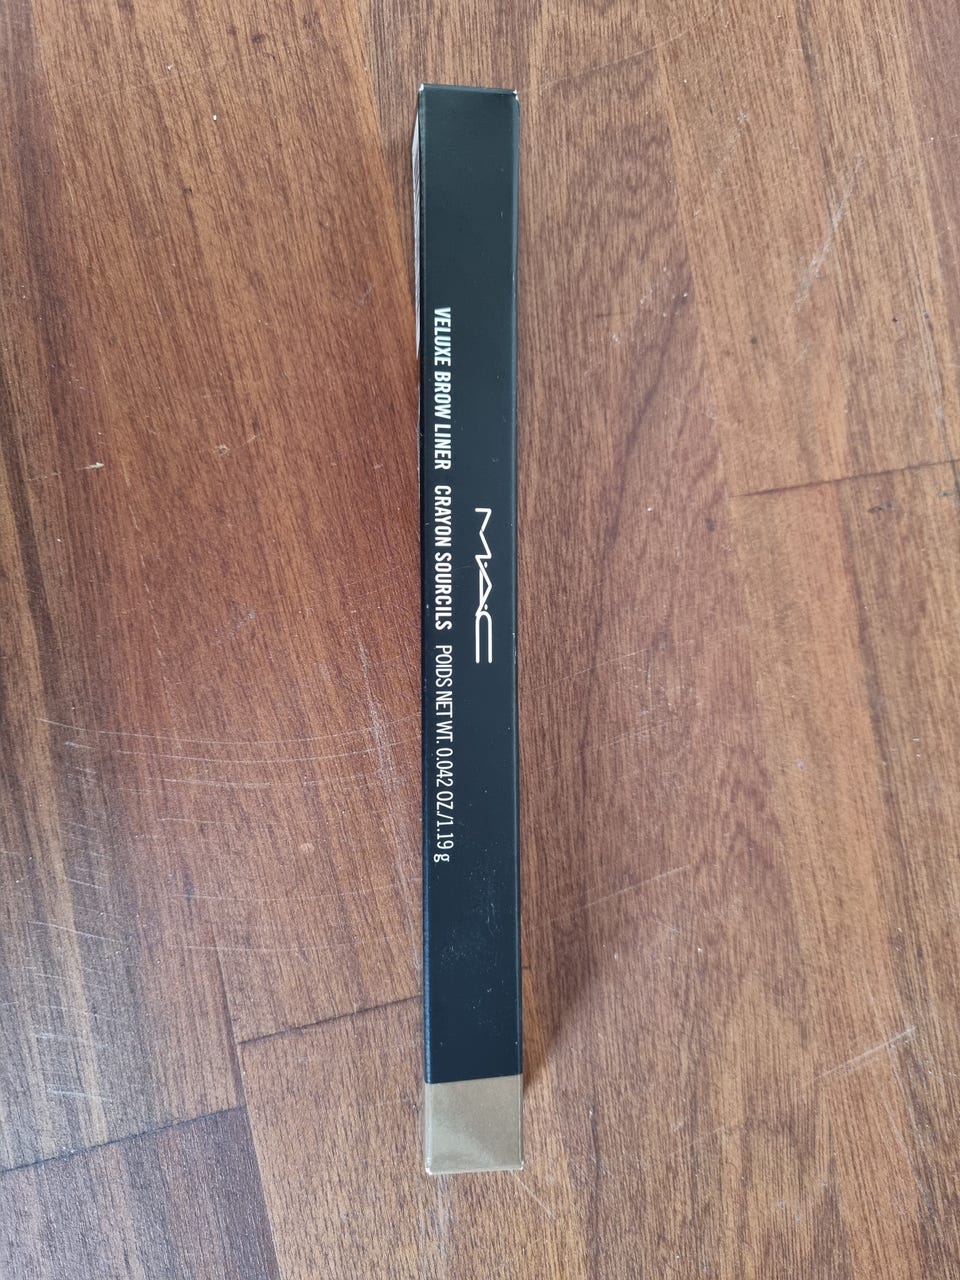 M·A·C
VELUXE BROW LINER CRAYON SOURCILS POIDS NET WT. 0.042 OZ./1.19 g